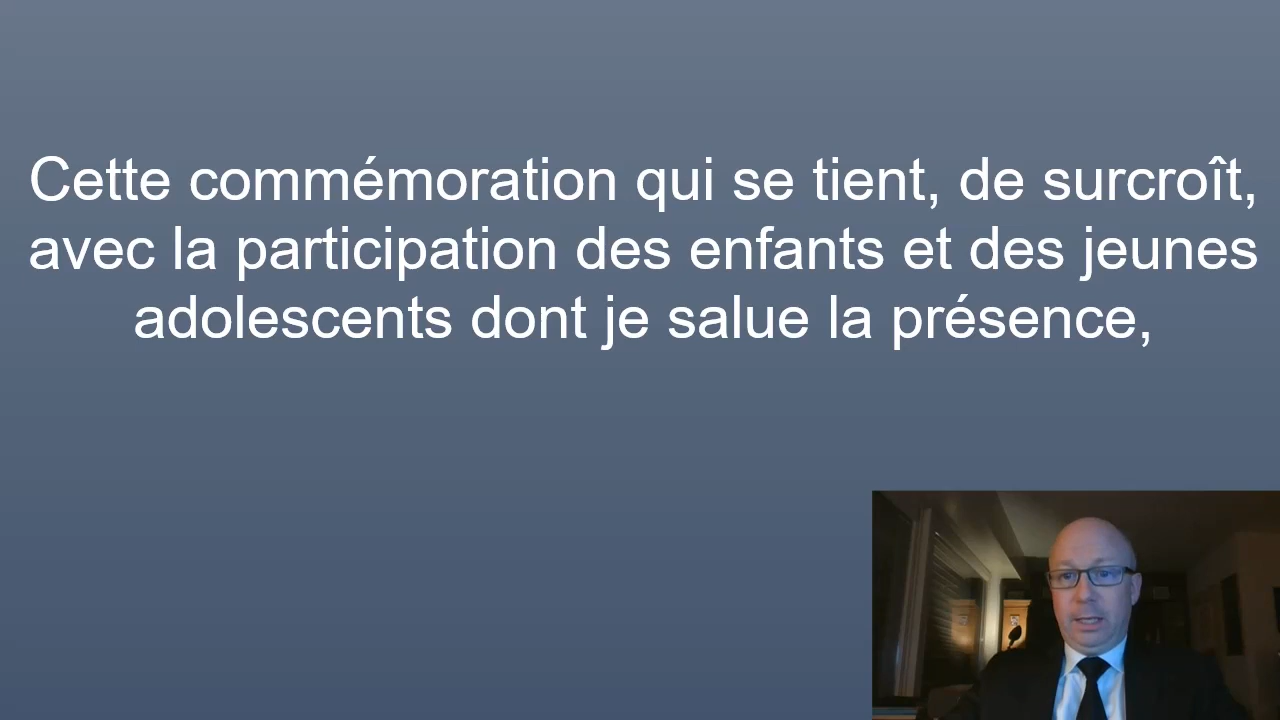 Cette commémoration qui se tient, de surcroît,
avec la participation des enfants et des jeunes
adolescents dont je salue la présence,